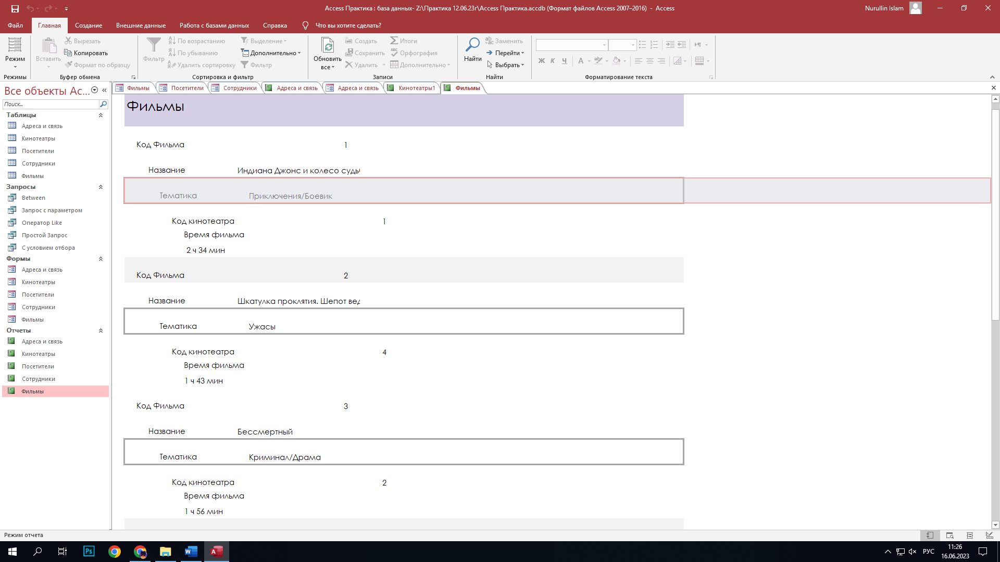 Access Практика : база данных- Z:\Практика 12.06.23г\Access Практика.accdb (Формат файлов Access 2007–2016)  -  Access
Nurullin Islam
Файл
Главная
Создание
Внешние данные
Работа с базами данных
Справка
Что вы хотите сделать?
Режим
Режимы
Вставить
Вырезать
Копировать
Формат по образцу
Буфер обмена
Фильтр
По возрастанию
По убыванию
Удалить сортировку
Выделение
Дополнительно
Фильтр
Сортировка и фильтр
Обновить
все
Создать
Сохранить
Удалить
Итоги
Орфография
Дополнительно
Записи
Найти
Заменить
Перейти
Выбрать
Найти
Ж К Ч
Форматирование текста
Все объекты Ac...
Поиск...
Таблицы
Адреса и связь
Кинотеатры
Посетители
Сотрудники
Фильмы
Запросы
Between
Запрос с параметром
Оператор Like
Простой Запрос
С условием отбора
Формы
Адреса и связь
Кинотеатры
Посетители
Сотрудники
Фильмы
Отчеты
Адреса и связь
Кинотеатры
Посетители
Сотрудники
Фильмы
Фильмы
Посетители
Сотрудники
Адреса и связь
Адреса и связь
Кинотеатры1
Фильмы
Фильмы
Код Фильма 1
Название Индиана Джонс и колесо судь
Тематика Приключения/Боевик
Код кинотеатра 1
Время фильма
2 ч 34 мин
Код Фильма 2
Название Шкатулка проклятия. Шепот вед
Тематика Ужасы
Код кинотеатра 4
Время фильма
1 ч 43 мин
Код Фильма 3
Название Бессмертный
Тематика Криминал/Драма
Код кинотеатра 2
Время фильма
1 ч 56 мин
Режим отчета
РУС
11:26
16.06.2023